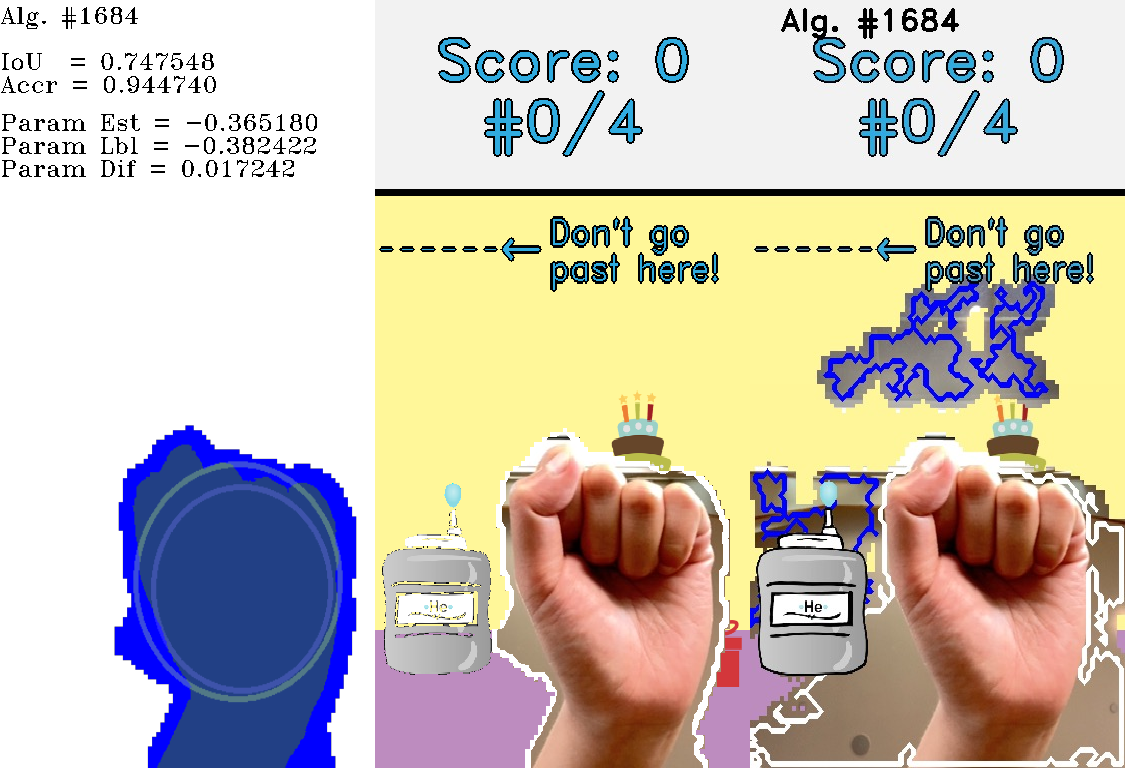 Alg. #1684
IoU = 0.747548
Accr = 0.944740
Param Est = -0.365180
Param Lbl = -0.382422
Param Dif = 0.017242
Score: 0
#0/4
Don't go
past here!
He
Alg. #1684
Score: 0
#0/4
Don't go
past here!
He